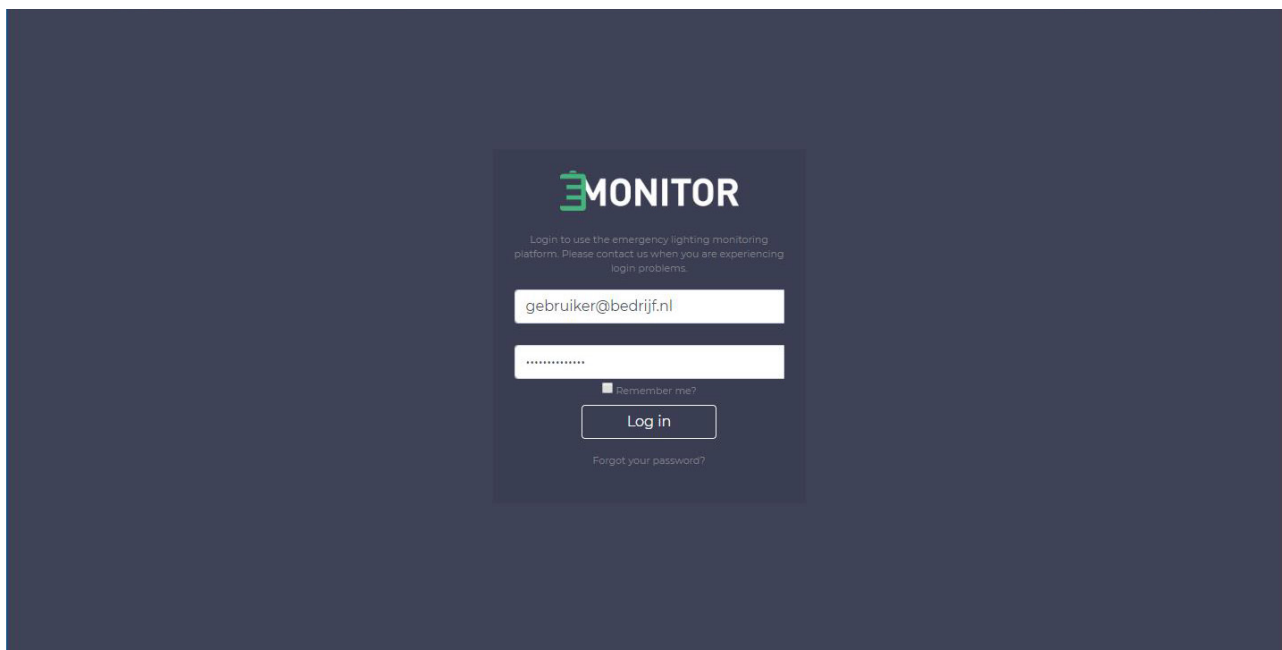 MONITOR
Login to use the emergency lighting monitoring
platform. Please contact us when you are experiencing
login problems.
gebruiker@bedrijf.nl
••••••••••••••
Remember me?
Log in
Forgot your password?